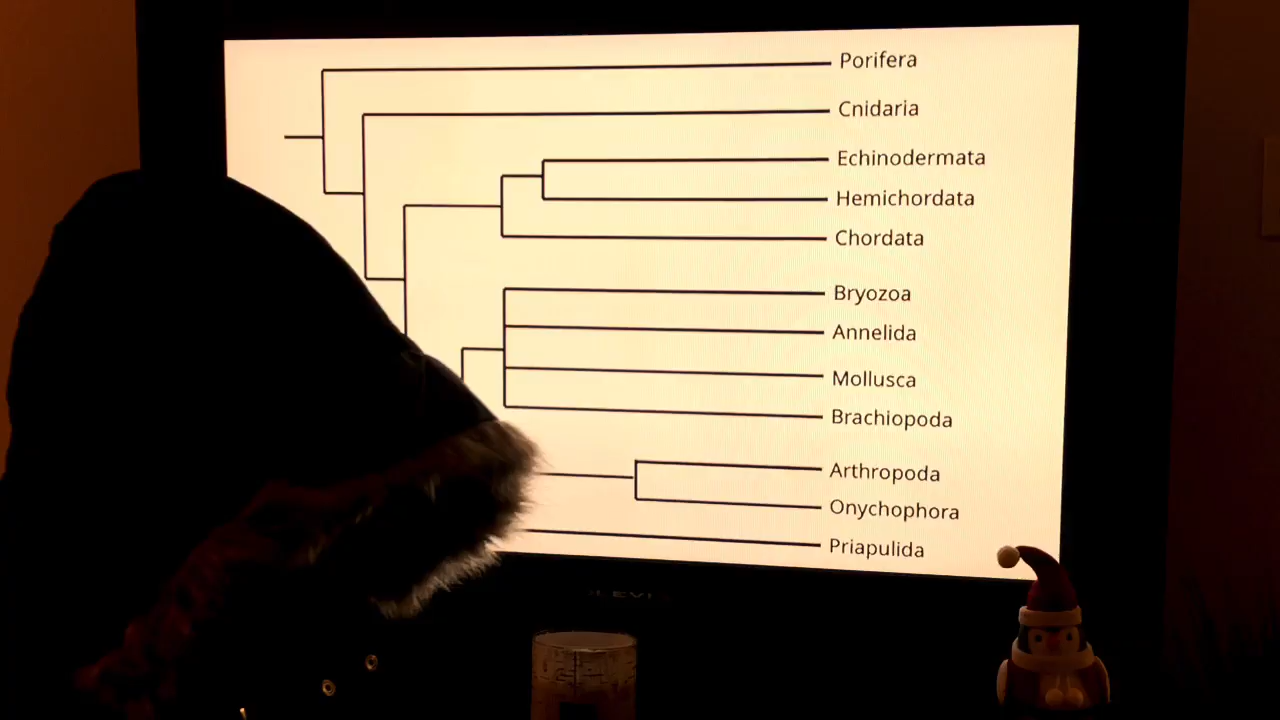 Porifera
Cnidaria
Echinodermata
Hemichordata
Chordata
Bryozoa
Annelida
Mollusca
Brachiopoda
Arthropoda
Onychophora
Priapulida